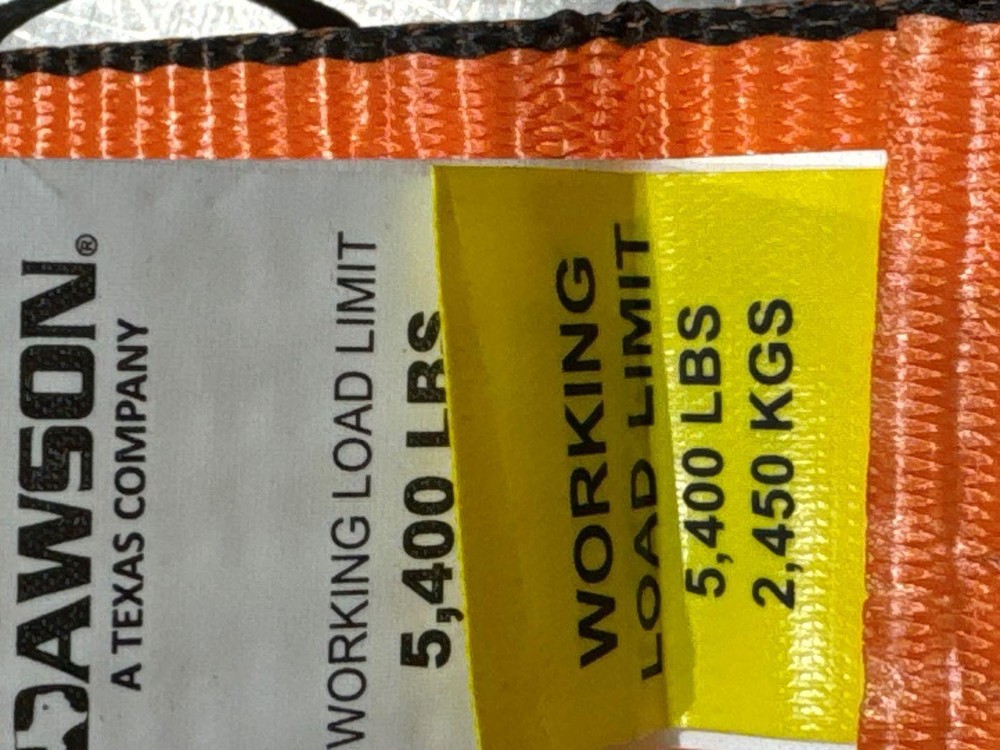 DAWSON®
A TEXAS COMPANY
WORKING LOAD LIMIT
5,400 LBS
WORKING
LOAD LIMIT
5,400 LBS
2,450 KGS